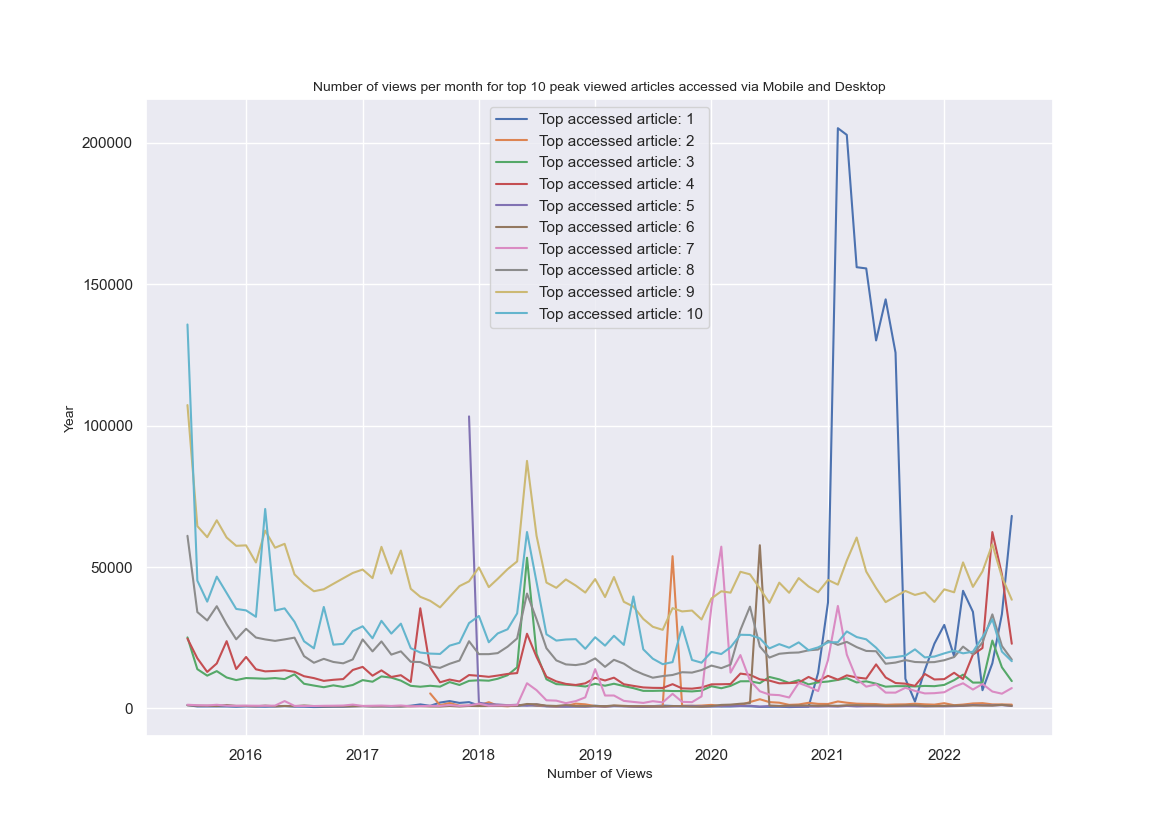 Number of views per month for top 10 peak viewed articles accessed via Mobile and Desktop
Top accessed article: 1
Top accessed article: 2
Top accessed article: 3
Top accessed article: 4
Top accessed article: 5
Top accessed article: 6
Top accessed article: 7
Top accessed article: 8
Top accessed article: 9
Top accessed article: 10
200000
150000
100000
50000
0
Year
2016 2017 2018 2019 2020 2021 2022
Number of Views